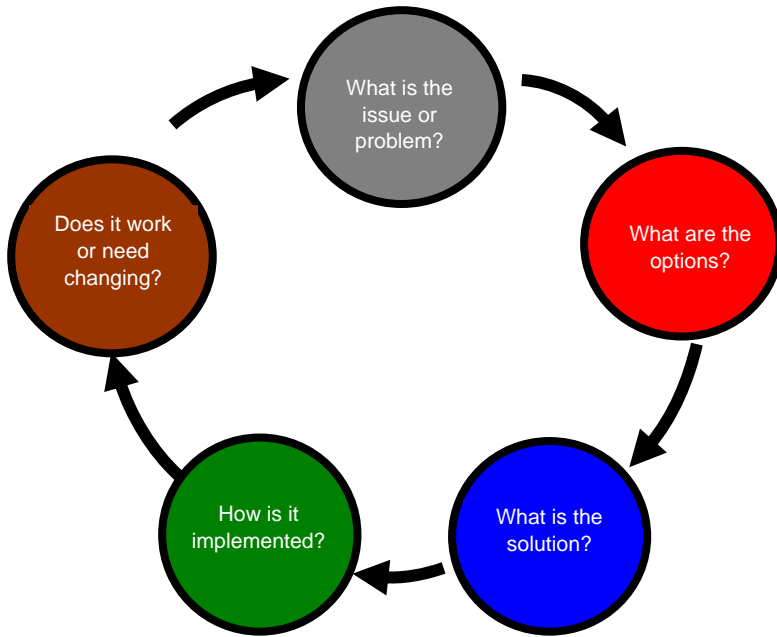 What is the
issue or
problem?
What are the
options?
What is the
solution?
How is it
implemented?
Does it work
or need
changing?